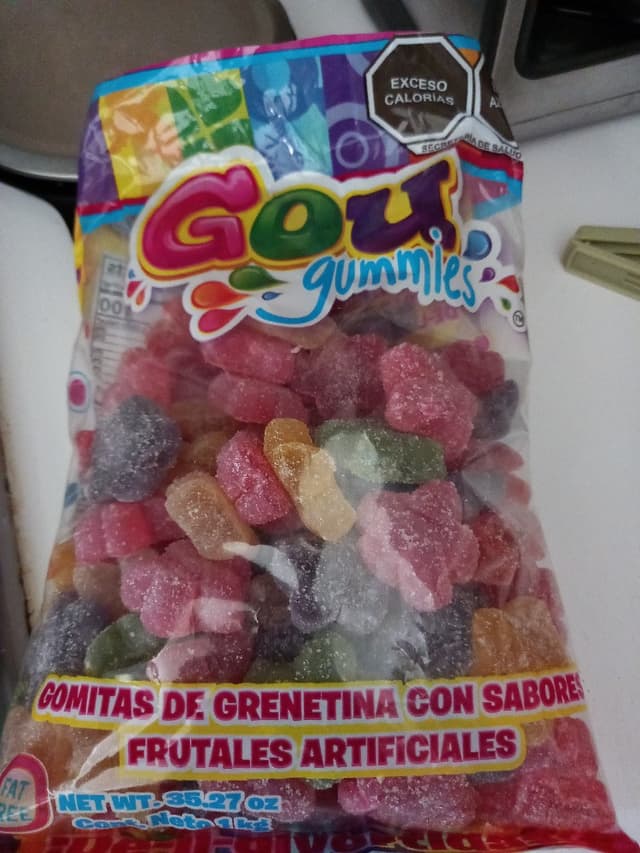 EXCESO
CALORÍAS
SECRETARÍA DE SALUD
GOU
gummies
TM
GOMITAS DE GRENETINA CON SABORES
FRUTALES ARTIFICIALES
FAT
FREE
NET WT. 35.27 oz
Cont. Neto 1 kg